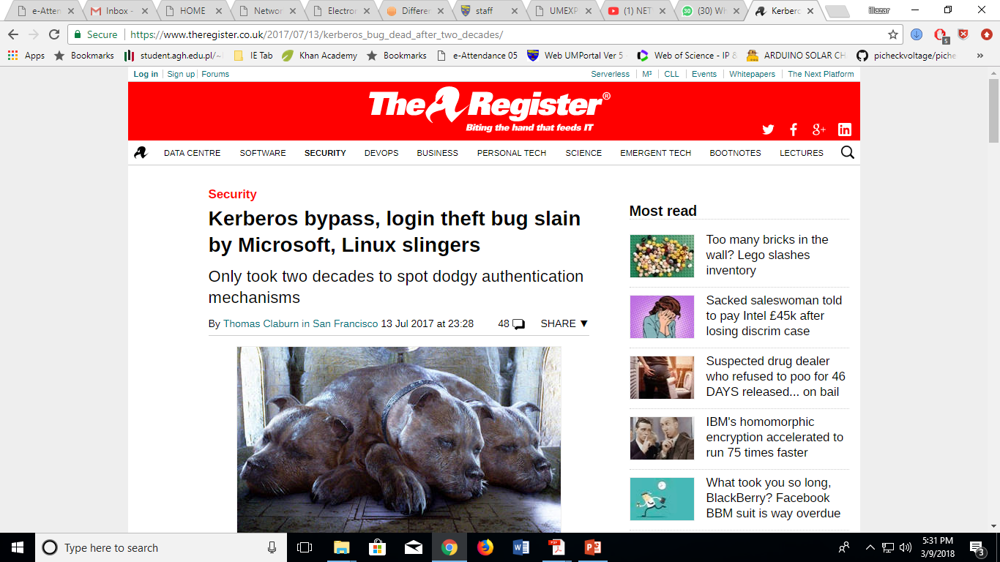 e-Atten
Inbox -
HOME
Networ
Electron
Differen
staff
UMEXP
(1) NET
(30) Wh
Kerberc
illazar
Secure
https://www.theregister.co.uk/2017/07/13/kerberos_bug_dead_after_two_decades/
5
Apps
Bookmarks
student.agh.edu.pl/~
IE Tab
Khan Academy
Bookmarks
e-Attendance 05
Web UMPortal Ver 5
Web of Science - IP &
ARDUINO SOLAR CH
picheckvoltage/piche
»
Log in
Sign up
Forums
Serverless
M³
CLL
Events
Whitepapers
The Next Platform
The Register®
Biting the hand that feeds IT
DATA CENTRE
SOFTWARE
SECURITY
DEVOPS
BUSINESS
PERSONAL TECH
SCIENCE
EMERGENT TECH
BOOTNOTES
LECTURES
Security
Kerberos bypass, login theft bug slain
by Microsoft, Linux slingers
Only took two decades to spot dodgy authentication
mechanisms
By Thomas Claburn in San Francisco 13 Jul 2017 at 23:28
48
SHARE ▼
Most read
Too many bricks in the
wall? Lego slashes
inventory
Sacked saleswoman told
to pay Intel £45k after
losing discrim case
Suspected drug dealer
who refused to poo for 46
DAYS released... on bail
IBM's homomorphic
encryption accelerated to
run 75 times faster
What took you so long,
BlackBerry? Facebook
BBM suit is way overdue
Type here to search
5:31 PM
3/9/2018
3